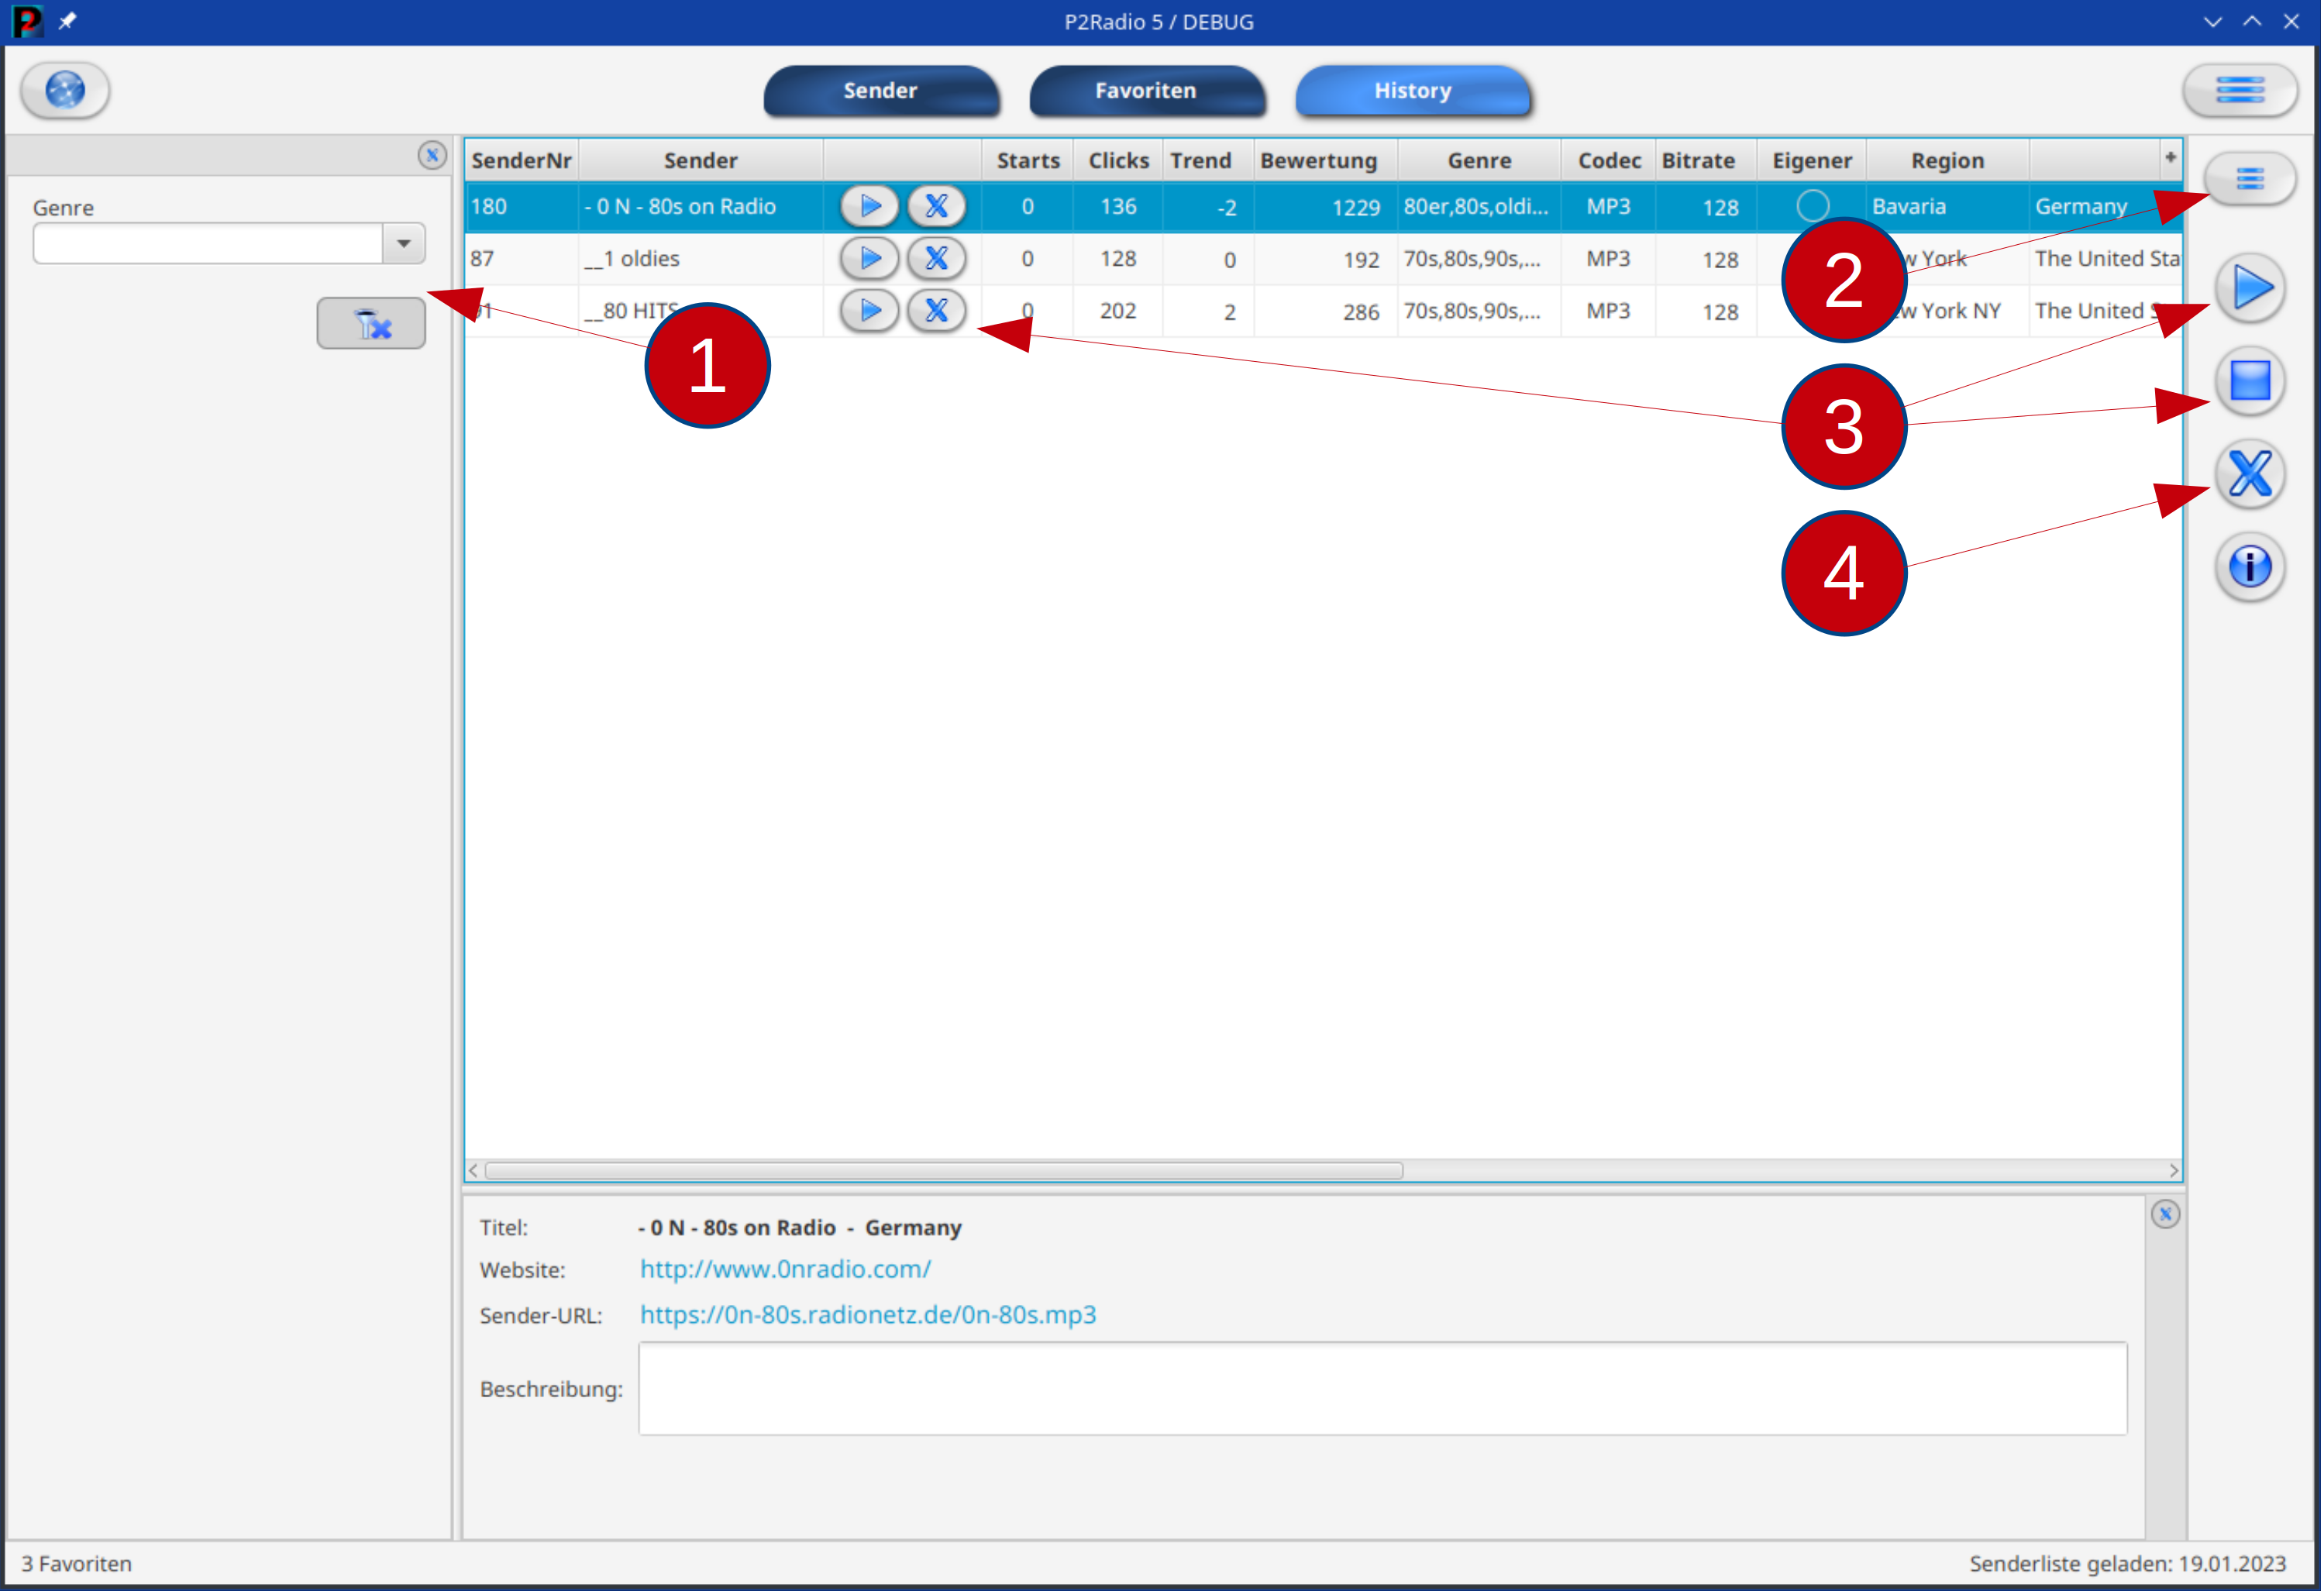 P2Radio 5 / DEBUG
Sender Favoriten History
Genre
SenderNr Sender Starts Clicks Trend Bewertung Genre Codec Bitrate Eigener Region +
180 - 0 N - 80s on Radio 0 136 -2 1229 80er,80s,oldi... MP3 128 Bavaria Germany
87 __1 oldies 0 128 0 192 70s,80s,90s,... MP3 128 York The United Sta
__80 HITS 0 202 2 286 70s,80s,90s,... MP3 128 York NY The United
1
2
3
4
Titel: - 0 N - 80s on Radio - Germany
Website: http://www.0nradio.com/
Sender-URL: https://0n-80s.radionetz.de/0n-80s.mp3
Beschreibung:
3 Favoriten
Senderliste geladen: 19.01.2023